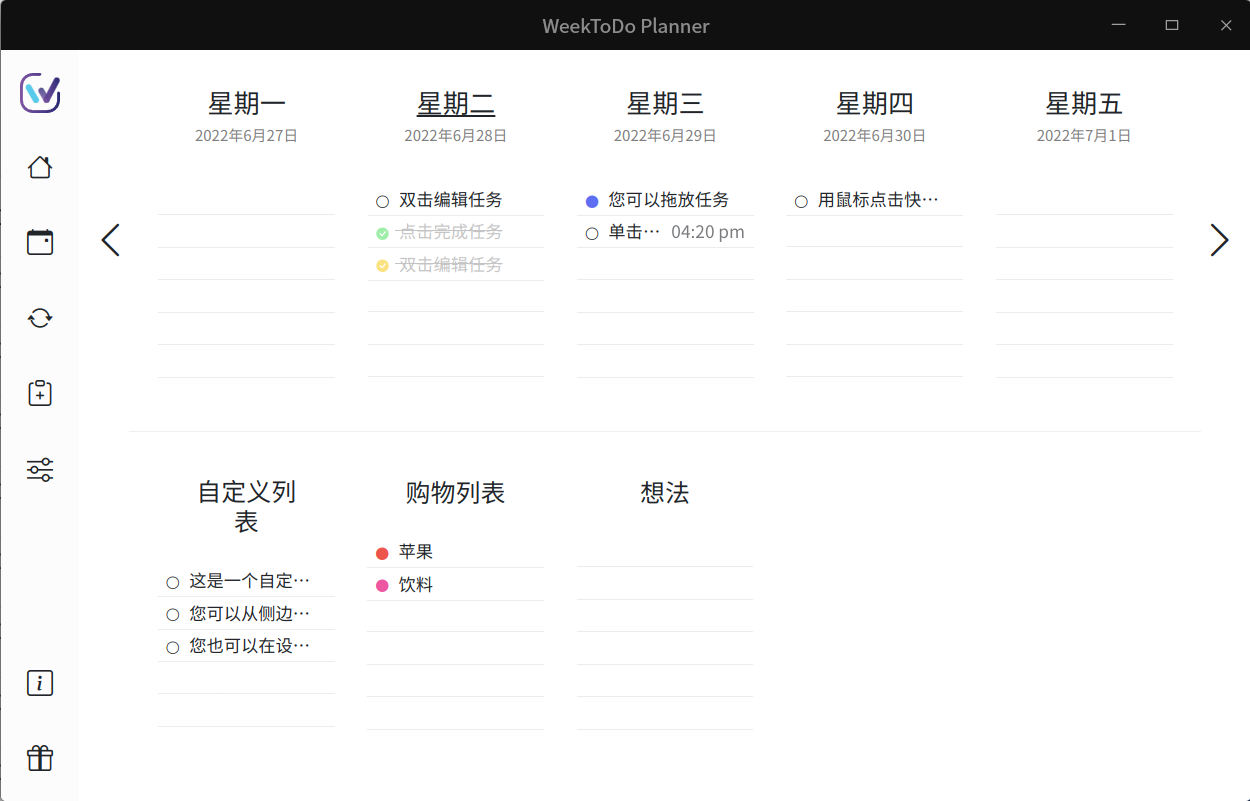 WeekToDo Planner
星期一
2022年6月27日
星期二
2022年6月28日
双击编辑任务
点击完成任务
双击编辑任务
星期三
2022年6月29日
您可以拖放任务
单击… 04:20 pm
星期四
2022年6月30日
用鼠标点击快…
星期五
2022年7月1日
自定义列
表
这是一个自定…
您可以从侧边…
您也可以在设…
购物列表
苹果
饮料
想法